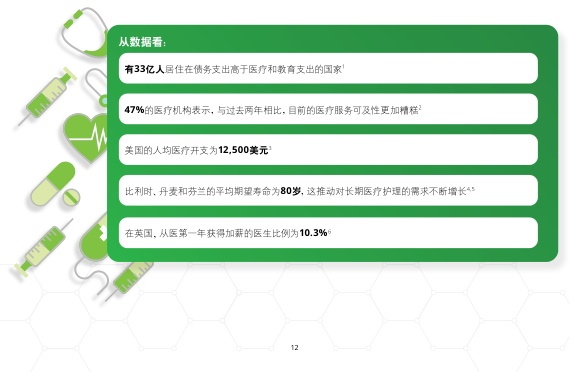 从数据看：
有33亿人居住在债务支出高于医疗和教育支出的国家1
47%的医疗机构表示，与过去两年相比，目前的医疗服务可及性更加糟糕2
美国的人均医疗开支为12,500美元3
比利时、丹麦和芬兰的平均期望寿命为80岁，这推动对长期医疗护理的需求不断增长4,5
在英国，从医第一年获得加薪的医生比例为10.3%6
12